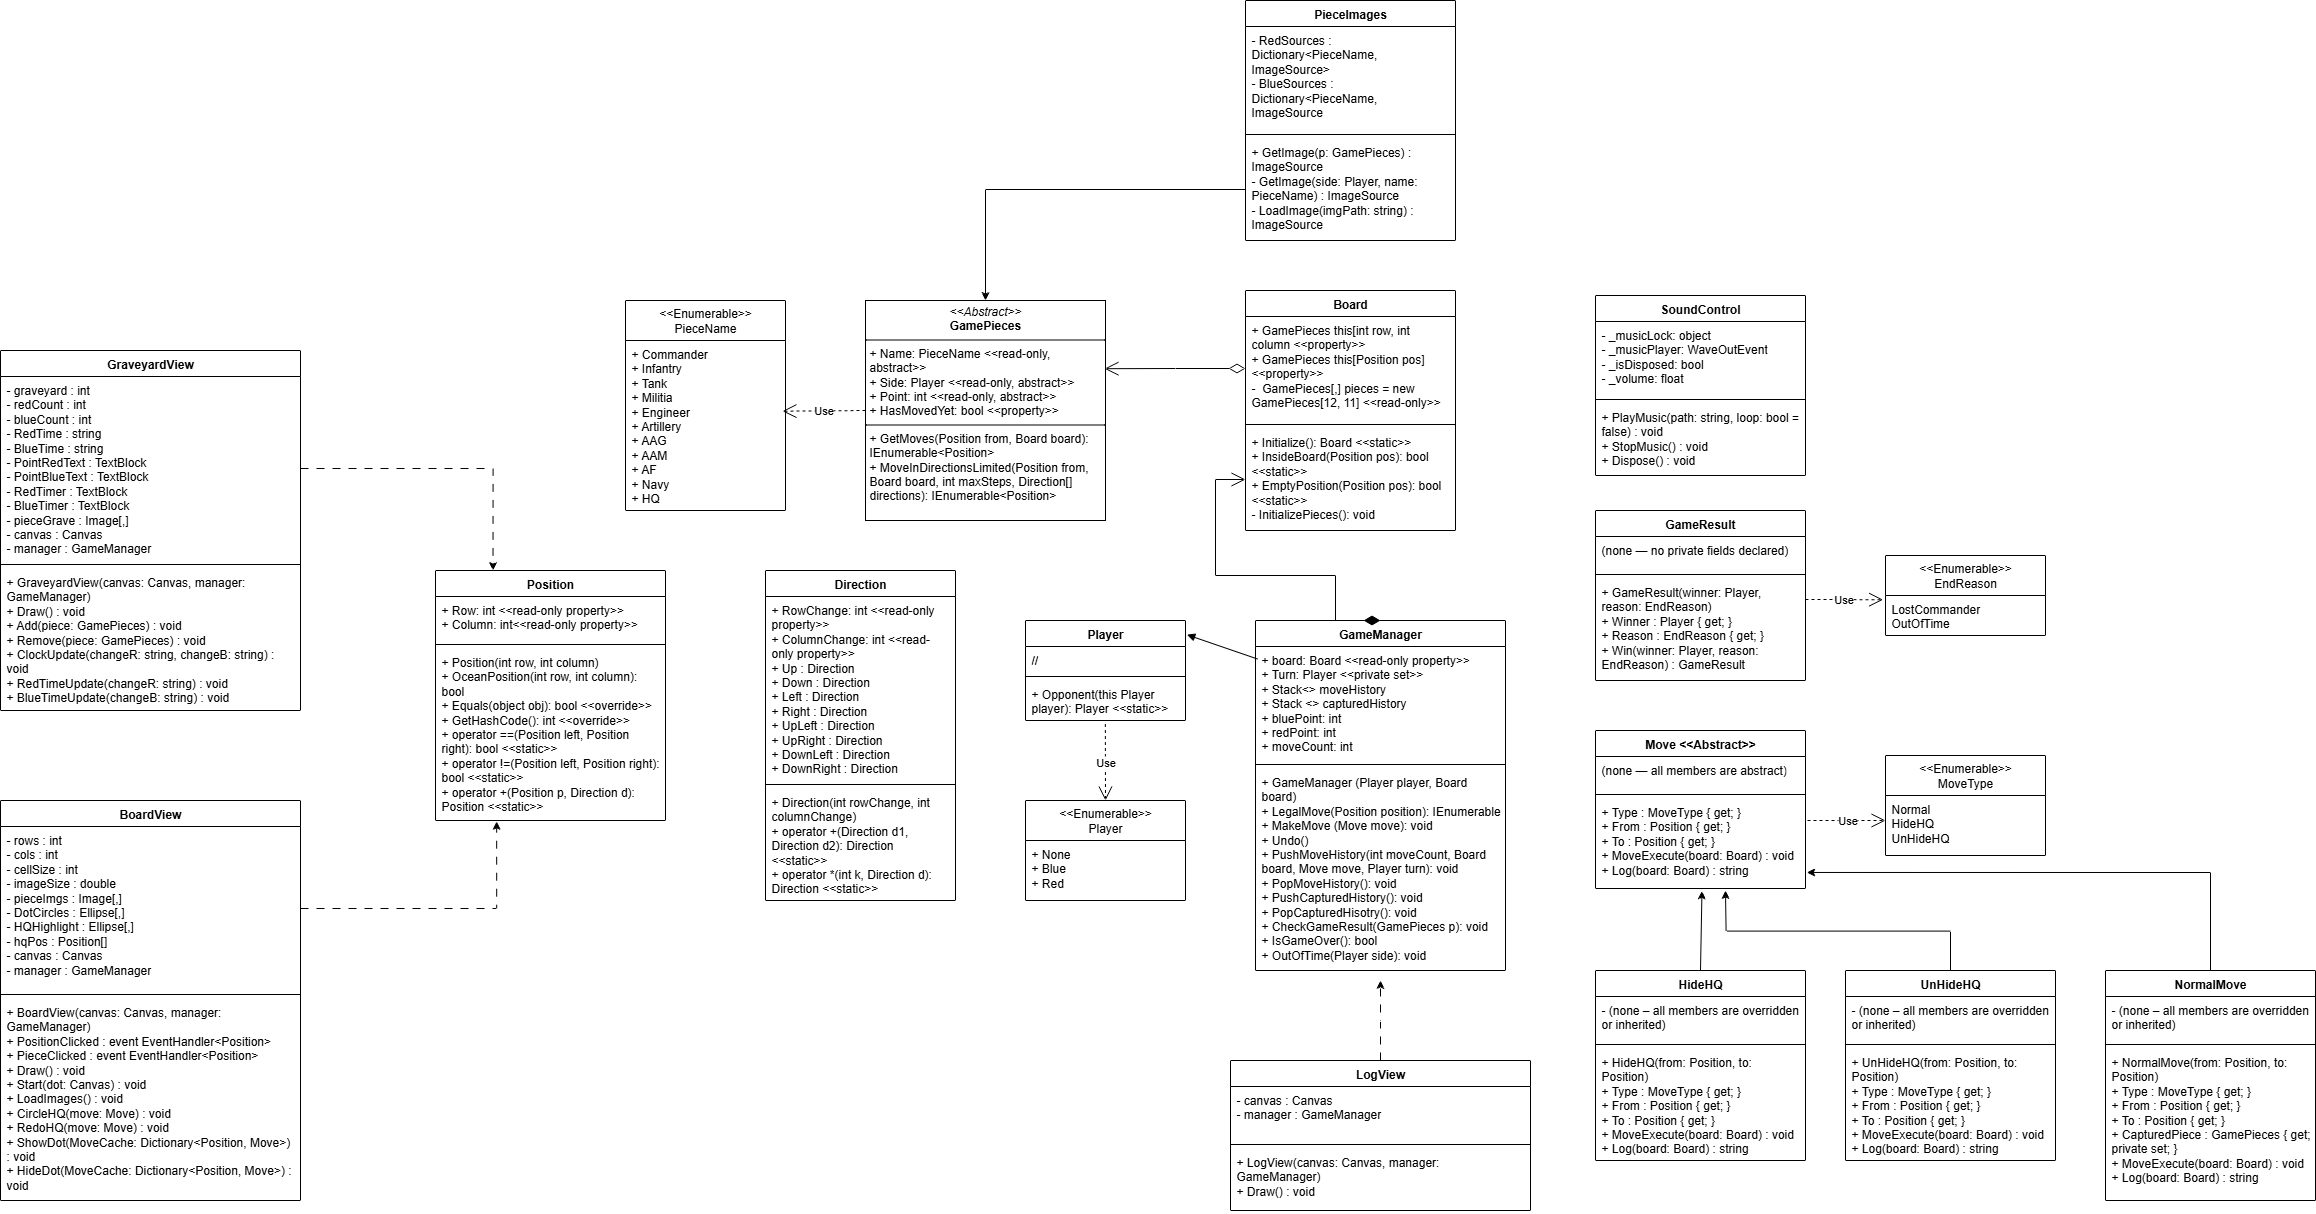 PieceImages
- RedSources :
Dictionary<PieceName,
ImageSource>
- BlueSources :
Dictionary<PieceName,
ImageSource
+ GetImage(p: GamePieces) :
ImageSource
- GetImage(side: Player, name:
PieceName) : ImageSource
- LoadImage(imgPath: string) :
ImageSource
<<Enumerable>>
PieceName
+ Commander
+ Infantry
+ Tank
+ Militia
+ Engineer
+ Artillery
+ AAG
+ AAM
+ AF
+ Navy
+ HQ
Use
<<Abstract>>
GamePieces
+ Name: PieceName <<read-only,
abstract>>
+ Side: Player <<read-only, abstract>>
+ Point: int <<read-only, abstract>>
+ HasMovedYet: bool <<property>>
+ GetMoves(Position from, Board board):
IEnumerable<Position>
+ MoveInDirectionsLimited(Position from,
Board board, int maxSteps, Direction[]
directions): IEnumerable<Position>
Board
+ GamePieces this[int row, int
column <<property>>
+ GamePieces this[Position pos]
<<property>>
- GamePieces[,] pieces = new
GamePieces[12, 11] <<read-only>>
+ Initialize(): Board <<static>>
+ InsideBoard(Position pos): bool
<<static>>
+ EmptyPosition(Position pos): bool
<<static>>
- InitializePieces(): void
SoundControl
- _musicLock: object
- _musicPlayer: WaveOutEvent
- _isDisposed: bool
- _volume: float
+ PlayMusic(path: string, loop: bool =
false) : void
+ StopMusic() : void
+ Dispose() : void
GraveyardView
- graveyard : int
- redCount : int
- blueCount : int
- RedTime : string
- BlueTime : string
- PointRedText : TextBlock
- PointBlueText : TextBlock
- RedTimer : TextBlock
- BlueTimer : TextBlock
- pieceGrave : Image[,]
- canvas : Canvas
- manager : GameManager
+ GraveyardView(canvas: Canvas, manager:
GameManager)
+ Draw() : void
+ Add(piece: GamePieces) : void
+ Remove(piece: GamePieces) : void
+ ClockUpdate(changeR: string, changeB: string) :
void
+ RedTimeUpdate(changeR: string) : void
+ BlueTimeUpdate(changeB: string) : void
Position
+ Row: int <<read-only property>>
+ Column: int<<read-only property>>
+ Position(int row, int column)
+ OceanPosition(int row, int column):
bool
+ Equals(object obj): bool <<override>>
+ GetHashCode(): int <<override>>
+ operator ==(Position left, Position
right): bool <<static>>
+ operator !=(Position left, Position right):
bool <<static>>
+ operator +(Position p, Direction d):
Position <<static>>
Direction
+ RowChange: int <<read-only
property>>
+ ColumnChange: int <<read-
only property>>
+ Up : Direction
+ Down : Direction
+ Left : Direction
+ Right : Direction
+ UpLeft : Direction
+ UpRight : Direction
+ DownLeft : Direction
+ DownRight : Direction
+ Direction(int rowChange, int
columnChange)
+ operator +(Direction d1,
Direction d2): Direction
<<static>>
+ operator *(int k, Direction d):
Direction <<static>>
Player
//
+ Opponent(this Player
player): Player <<static>>
Use
<<Enumerable>>
Player
+ None
+ Blue
+ Red
GameManager
+ board: Board <<read-only property>>
+ Turn: Player <<private set>>
+ Stack<> moveHistory
+ Stack <> capturedHistory
+ bluePoint: int
+ redPoint: int
+ moveCount: int
+ GameManager (Player player, Board
board)
+ LegalMove(Position position): IEnumerable
+ MakeMove (Move move): void
+ Undo()
+ PushMoveHistory(int moveCount, Board
board, Move move, Player turn): void
+ PopMoveHistory(): void
+ PushCapturedHistory(): void
+ PopCapturedHisotry(): void
+ CheckGameResult(GamePieces p): void
+ IsGameOver(): bool
+ OutOfTime(Player side): void
GameResult
(none — no private fields declared)
+ GameResult(winner: Player,
reason: EndReason)
+ Winner : Player { get; }
+ Reason : EndReason { get; }
+ Win(winner: Player, reason:
EndReason) : GameResult
Use
<<Enumerable>>
EndReason
LostCommander
OutOfTime
Move <<Abstract>>
(none — all members are abstract)
+ Type : MoveType { get; }
+ From : Position { get; }
+ To : Position { get; }
+ MoveExecute(board: Board) : void
+ Log(board: Board) : string
Use
<<Enumerable>>
MoveType
Normal
HideHQ
UnHideHQ
BoardView
- rows : int
- cols : int
- cellSize : int
- imageSize : double
- pieceImgs : Image[,]
- DotCircles : Ellipse[,]
- HQHighlight : Ellipse[,]
- hqPos : Position[]
- canvas : Canvas
- manager : GameManager
+ BoardView(canvas: Canvas, manager:
GameManager)
+ PositionClicked : event EventHandler<Position>
+ PieceClicked : event EventHandler<Position>
+ Draw() : void
+ Start(dot: Canvas) : void
+ LoadImages() : void
+ CircleHQ(move: Move) : void
+ RedoHQ(move: Move) : void
+ ShowDot(MoveCache: Dictionary<Position, Move>)
: void
+ HideDot(MoveCache: Dictionary<Position, Move>) :
void
LogView
- canvas : Canvas
- manager : GameManager
+ LogView(canvas: Canvas, manager:
GameManager)
+ Draw() : void
HideHQ
- (none – all members are overridden
or inherited)
+ HideHQ(from: Position, to:
Position)
+ Type : MoveType { get; }
+ From : Position { get; }
+ To : Position { get; }
+ MoveExecute(board: Board) : void
+ Log(board: Board) : string
UnHideHQ
- (none – all members are overridden
or inherited)
+ UnHideHQ(from: Position, to:
Position)
+ Type : MoveType { get; }
+ From : Position { get; }
+ To : Position { get; }
+ MoveExecute(board: Board) : void
+ Log(board: Board) : string
NormalMove
- (none – all members are overridden
or inherited)
+ NormalMove(from: Position, to:
Position)
+ Type : MoveType { get; }
+ From : Position { get; }
+ To : Position { get; }
+ CapturedPiece : GamePieces { get;
private set; }
+ MoveExecute(board: Board) : void
+ Log(board: Board) : string